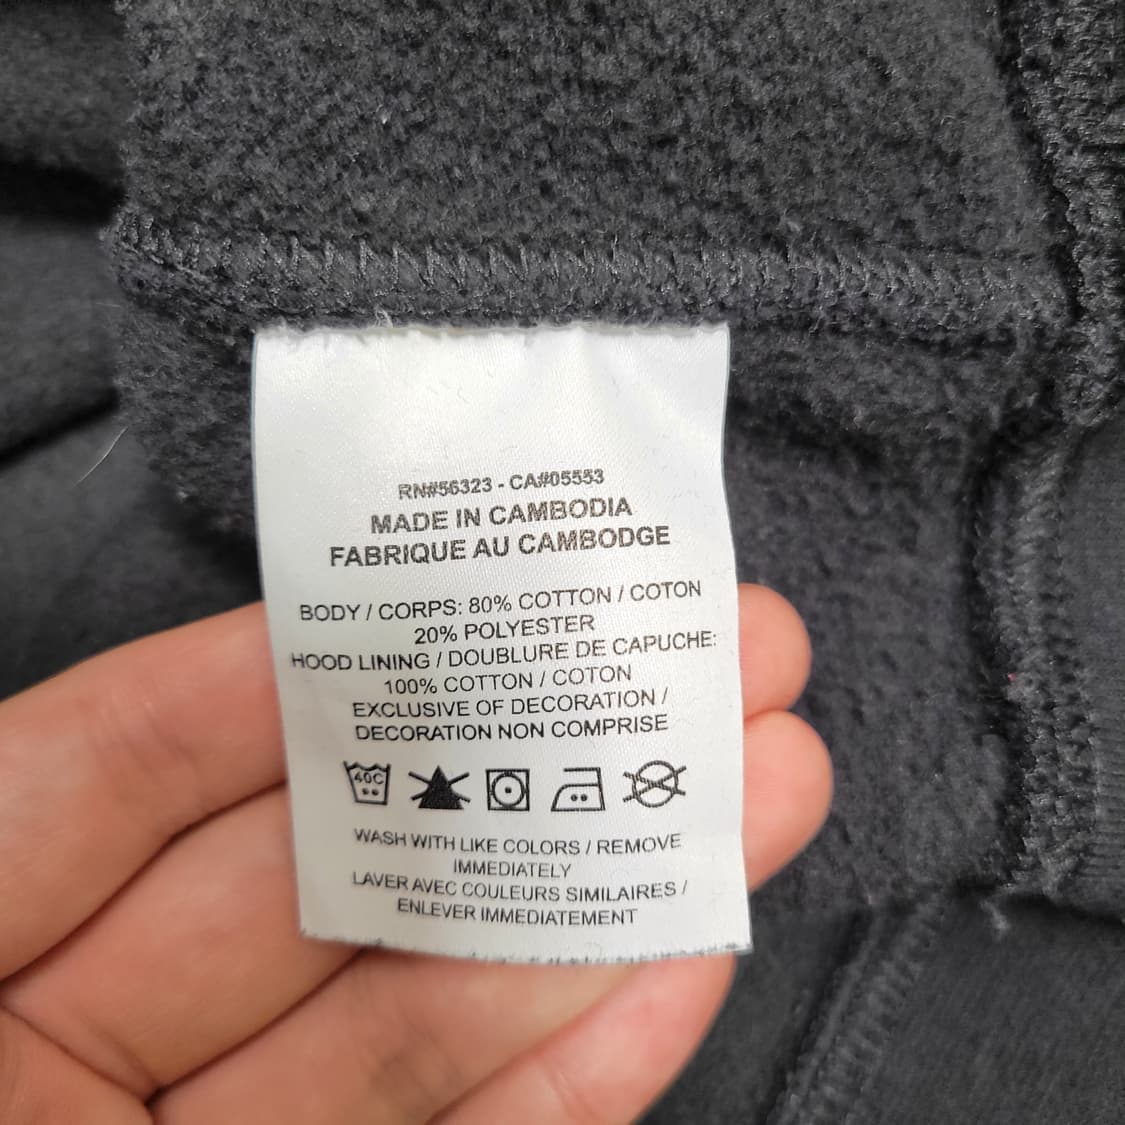 RN#56323 - CA#05553
MADE IN CAMBODIA
FABRIQUE AU CAMBODGE
BODY / CORPS: 80% COTTON / COTON
20% POLYESTER
HOOD LINING / DOUBLURE DE CAPUCHE:
100% COTTON / COTON
EXCLUSIVE OF DECORATION /
DECORATION NON COMPRISE
40C
WASH WITH LIKE COLORS / REMOVE
IMMEDIATELY
LAVER AVEC COULEURS SIMILAIRES /
ENLEVER IMMEDIATEMENT